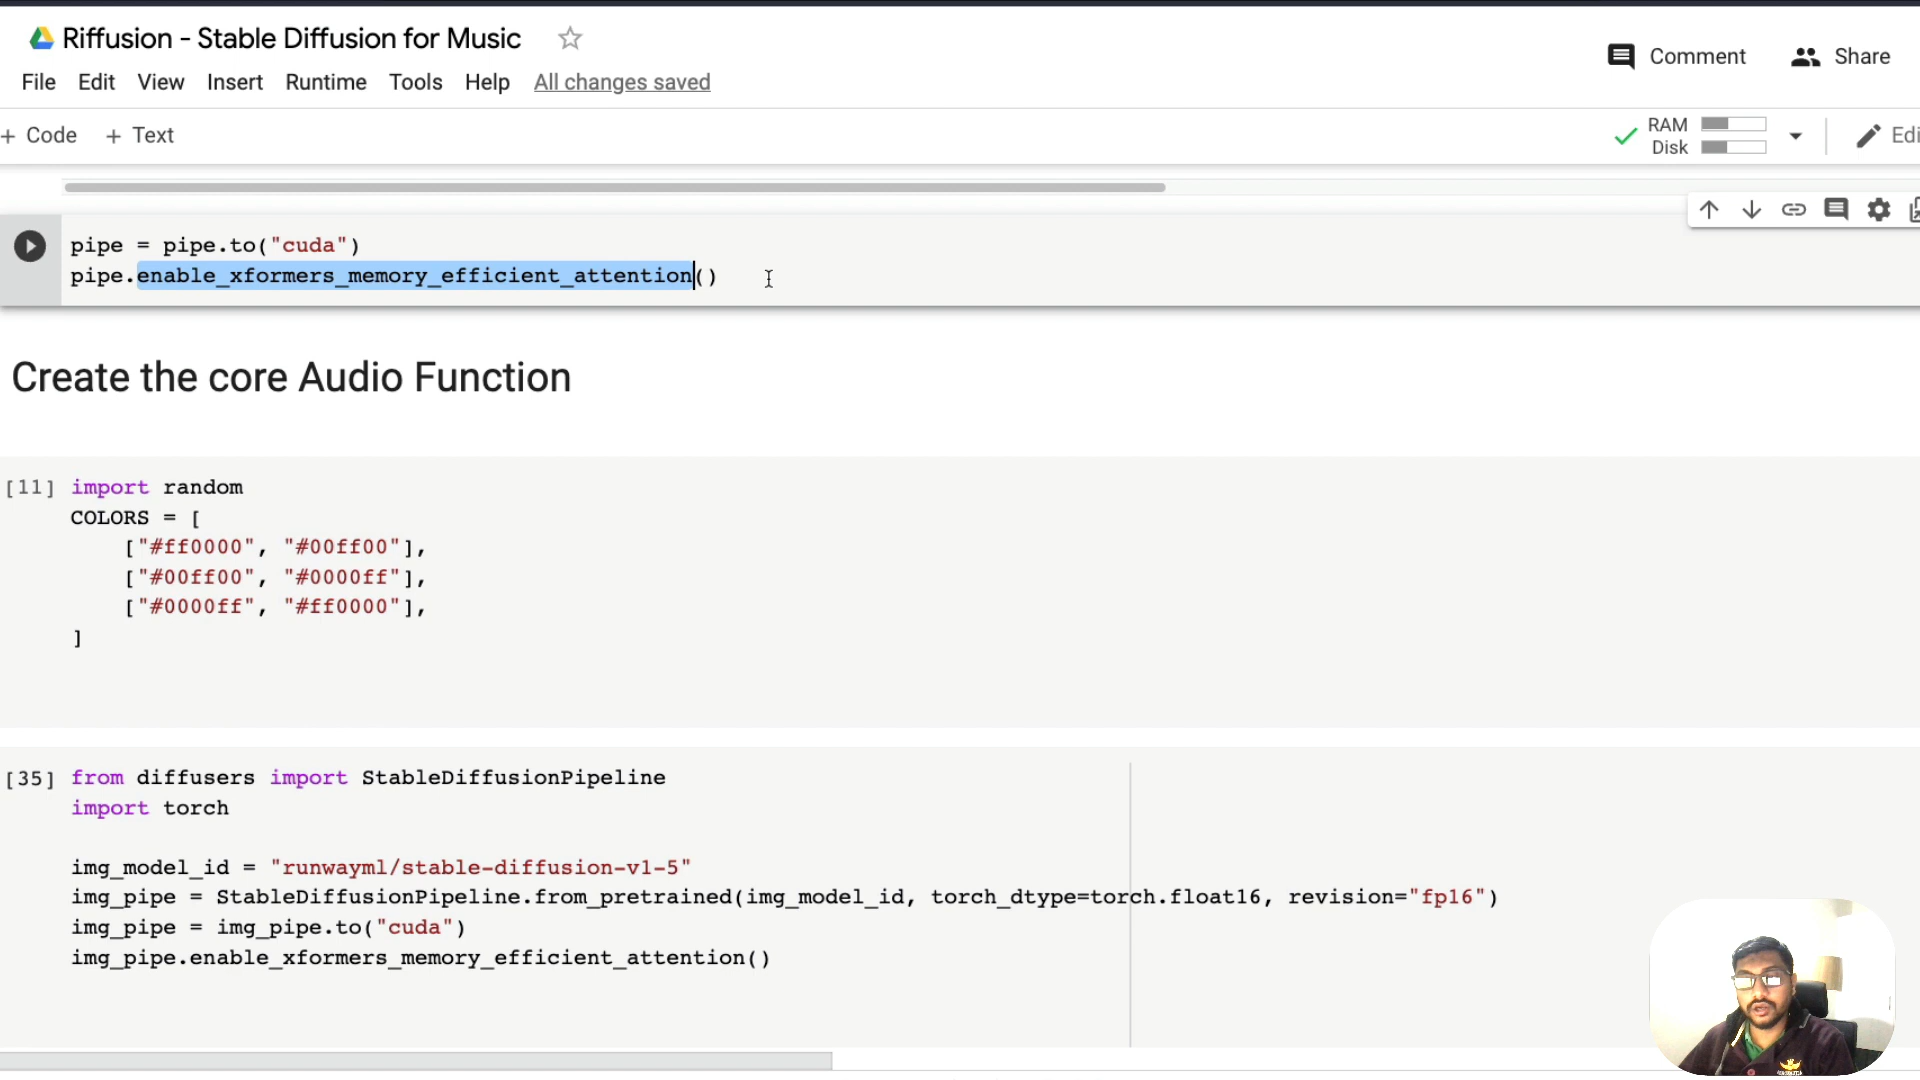 Riffusion - Stable Diffusion for Music
Comment
Share
File Edit View Insert Runtime Tools Help All changes saved
+ Code + Text
RAM
Disk
Edi
pipe = pipe.to("cuda")
pipe.enable_xformers_memory_efficient_attention()
Create the core Audio Function
[11] import random
COLORS = [
["#ff0000", "#00ff00"],
["#00ff00", "#0000ff"],
["#0000ff", "#ff0000"],
]
[35] from diffusers import StableDiffusionPipeline
import torch
img_model_id = "runwayml/stable-diffusion-v1-5"
img_pipe = StableDiffusionPipeline.from_pretrained(img_model_id, torch_dtype=torch.float16, revision="fp16")
img_pipe = img_pipe.to("cuda")
img_pipe.enable_xformers_memory_efficient_attention()